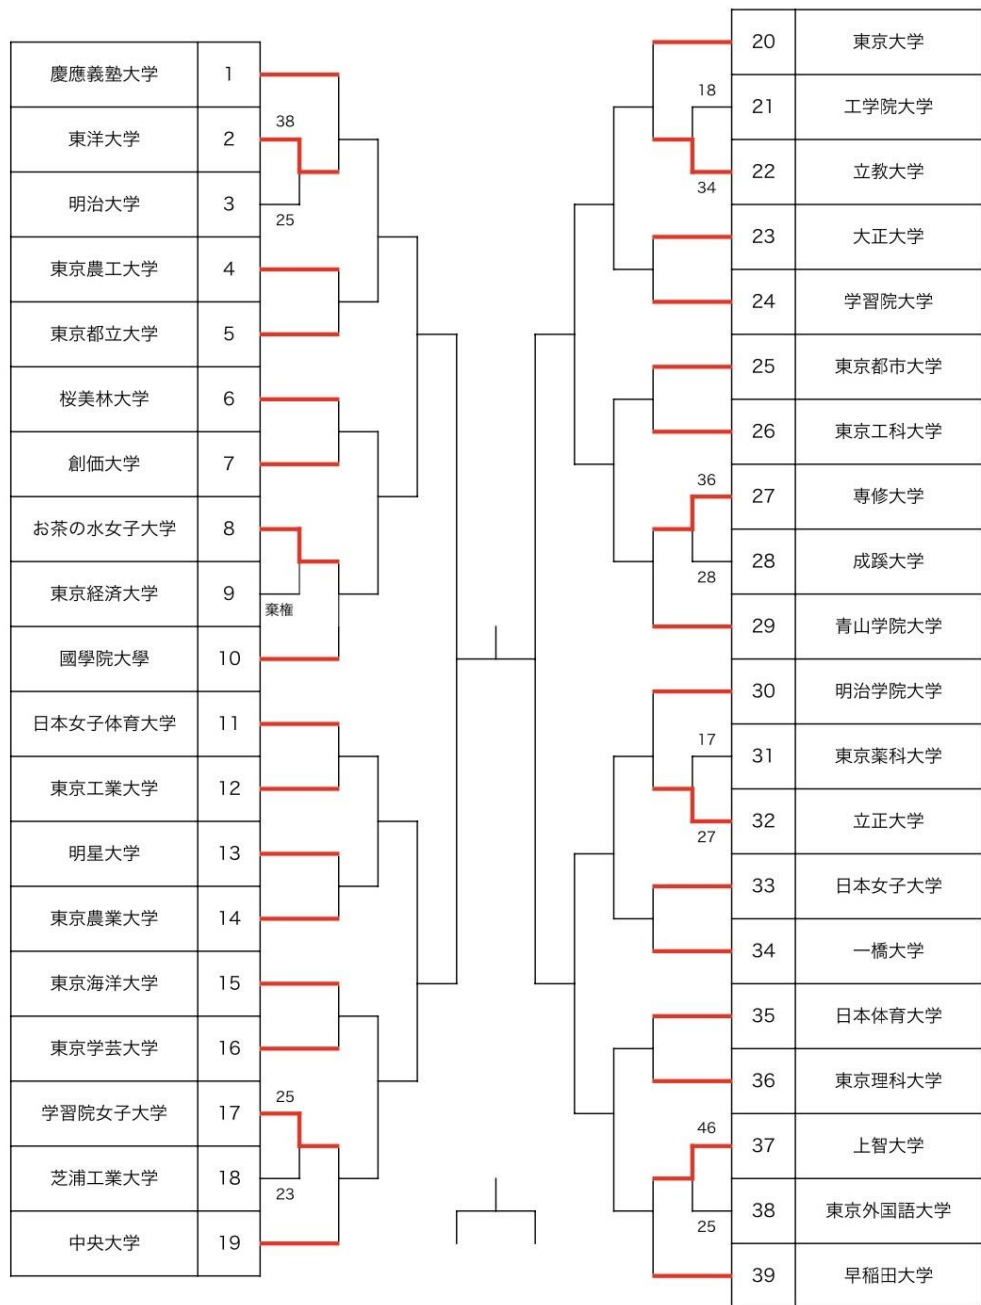 慶應義塾大学 1
38
東洋大学 2
明治大学 3
25
東京農工大学 4
東京都立大学 5
桜美林大学 6
創価大学 7
お茶の水女子大学 8
東京経済大学 9
棄権
國學院大學 10
日本女子体育大学 11
東京工業大学 12
明星大学 13
東京農業大学 14
東京海洋大学 15
東京学芸大学 16
25
学習院女子大学 17
芝浦工業大学 18
23
中央大学 19
20 東京大学
18
21 工学院大学
22 立教大学
34
23 大正大学
24 学習院大学
25 東京都市大学
26 東京工科大学
36
27 専修大学
28 成蹊大学
28
29 青山学院大学
30 明治学院大学
17
31 東京薬科大学
32 立正大学
27
33 日本女子大学
34 一橋大学
35 日本体育大学
36 東京理科大学
46
37 上智大学
38 東京外国語大学
25
39 早稲田大学